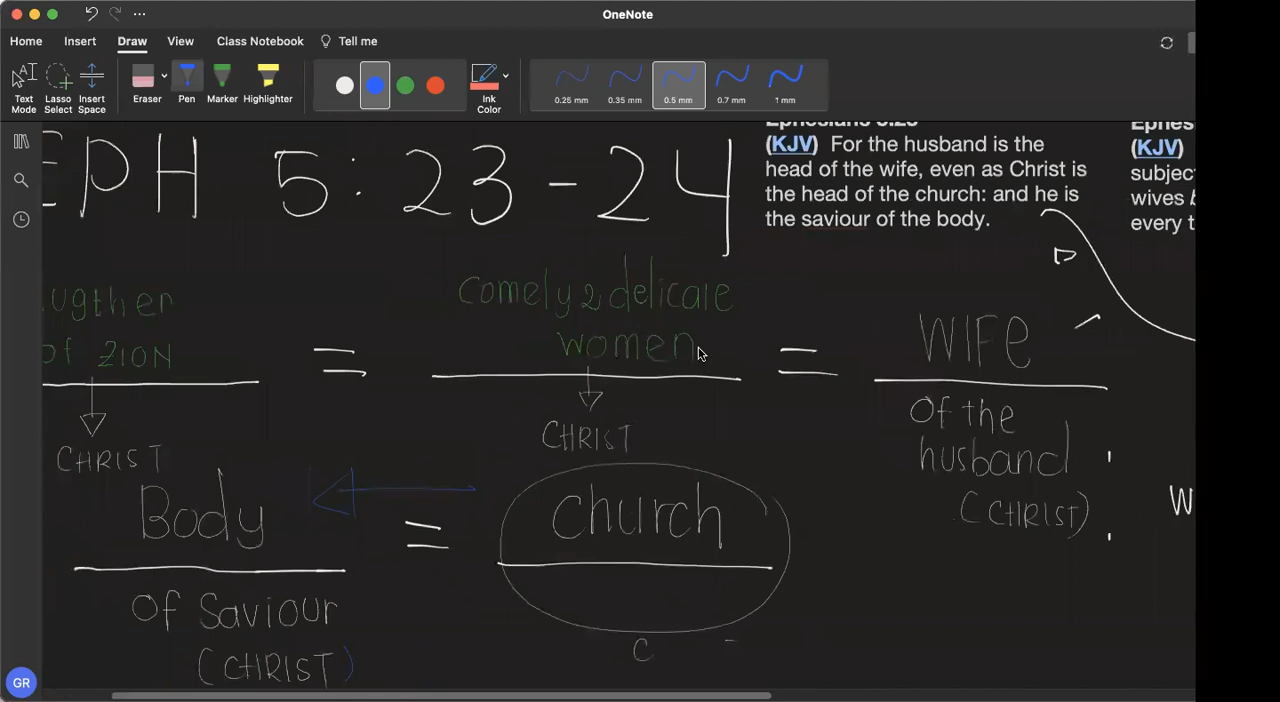 OneNote
Home Insert Draw View Class Notebook Tell me
Text Mode
Lasso Select
Insert Space
Eraser
Pen
Marker
Highlighter
Ink Color
0.25 mm
0.35 mm
0.5 mm
0.7 mm
1 mm
EPH 5:23-24
Ephesians 5:23
(KJV) For the husband is the
head of the wife, even as Christ is
the head of the church: and he is
the saviour of the body.
Ephes
(KJV)
subjec
wives b
every t
ugther
of ZION
CHRIST
=
Comely & delicate
women
CHRIST
=
WIFE
Of the
husband
(CHRIST)
W
Body
Of Saviour
(CHRIST)
=
Church
C
GR